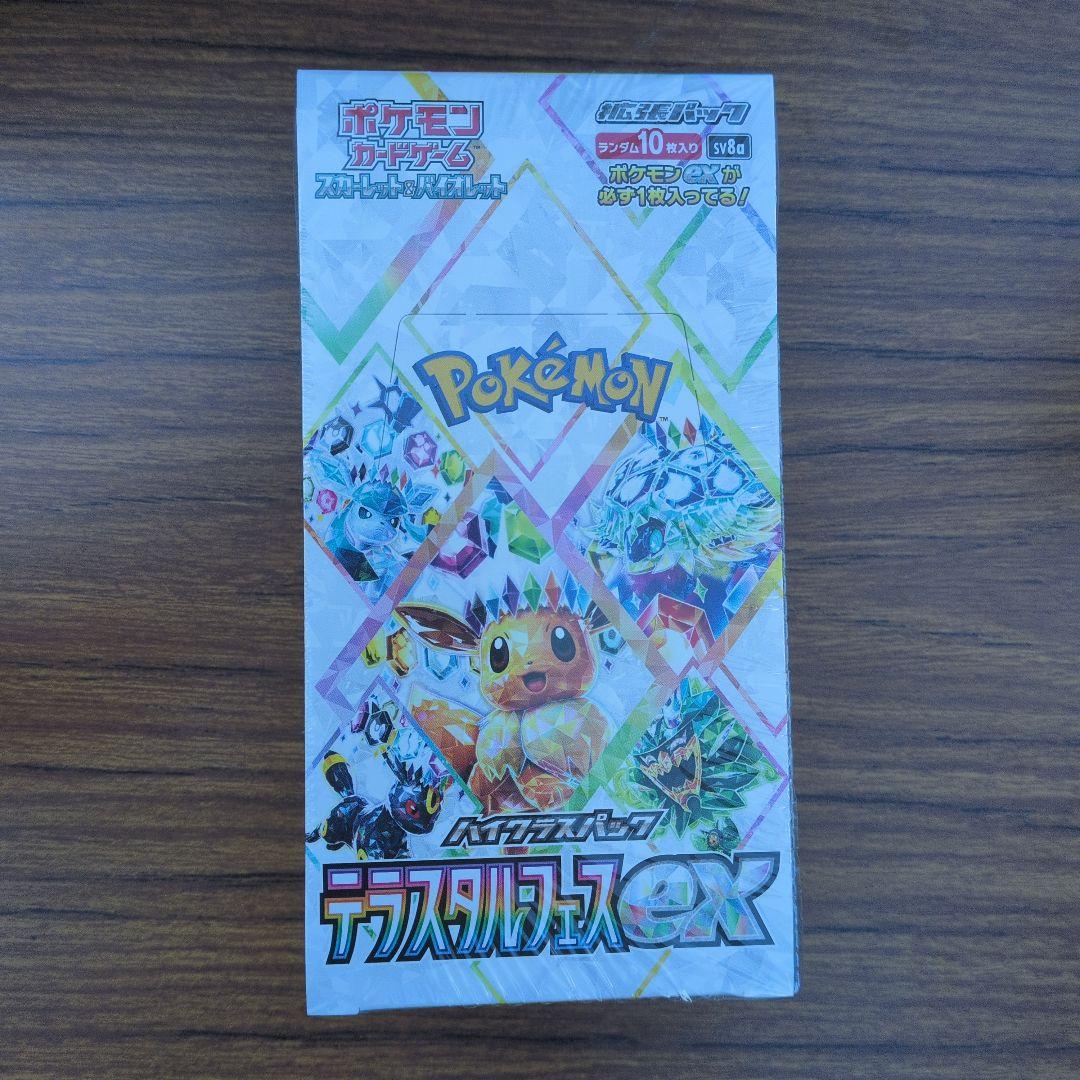 ポケモン
カードゲーム™
スカーレット&バイオレット
拡張パック
ランダム10枚入り SV8a
ポケモンexが
必ず1枚入ってる!
POKéMON™
ハイクラスパック
テラスタルフェスex